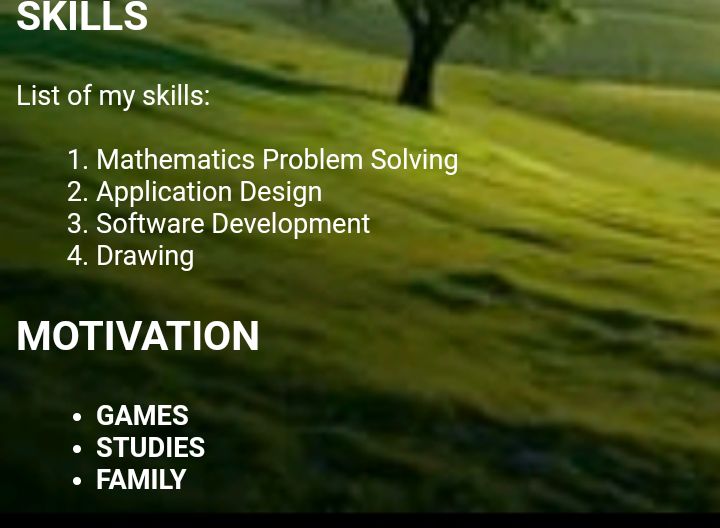 SKILLS
List of my skills:
1. Mathematics Problem Solving
2. Application Design
3. Software Development
4. Drawing
MOTIVATION
• GAMES
• STUDIES
• FAMILY